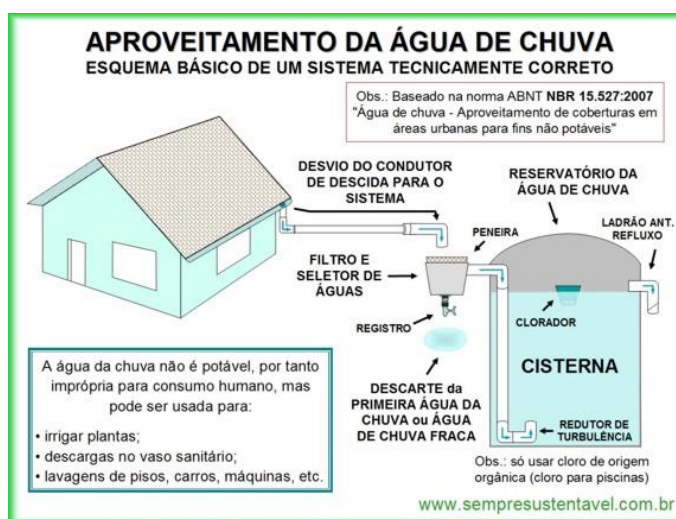 APROVEITAMENTO DA ÁGUA DE CHUVA
ESQUEMA BÁSICO DE UM SISTEMA TECNICAMENTE CORRETO
Obs.: Baseado na norma ABNT NBR 15.527:2007
"Água de chuva - Aproveitamento de coberturas em
áreas urbanas para fins não potáveis"
DESVIO DO CONDUTOR
DE DESCIDA PARA O
SISTEMA
RESERVATÓRIO DA
ÁGUA DE CHUVA
LADRÃO ANT.
REFLUXO
PENEIRA
FILTRO E
SELETOR DE
ÁGUAS
REGISTRO
CLORADOR
CISTERNA
DESCARTE da
PRIMEIRA ÁGUA DA
CHUVA ou ÁGUA
DE CHUVA FRACA
REDUTOR DE
TURBULÊNCIA
A água da chuva não é potável, por tanto
imprópria para consumo humano, mas
pode ser usada para:
• irrigar plantas;
• descargas no vaso sanitário;
• lavagens de pisos, carros, máquinas, etc.
Obs.: só usar cloro de origem
orgânica (cloro para piscinas)
www.sempresustentavel.com.br